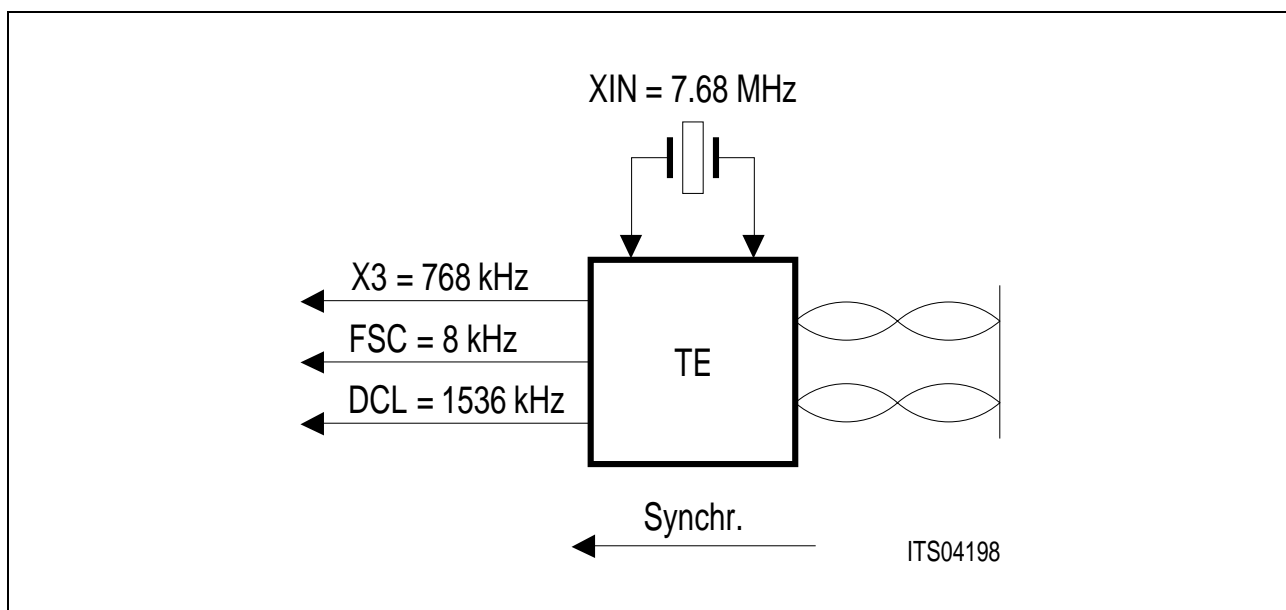 XIN = 7.68 MHz
X3 = 768 kHz
FSC = 8 kHz
DCL = 1536 kHz
TE
Synchr.
ITS04198